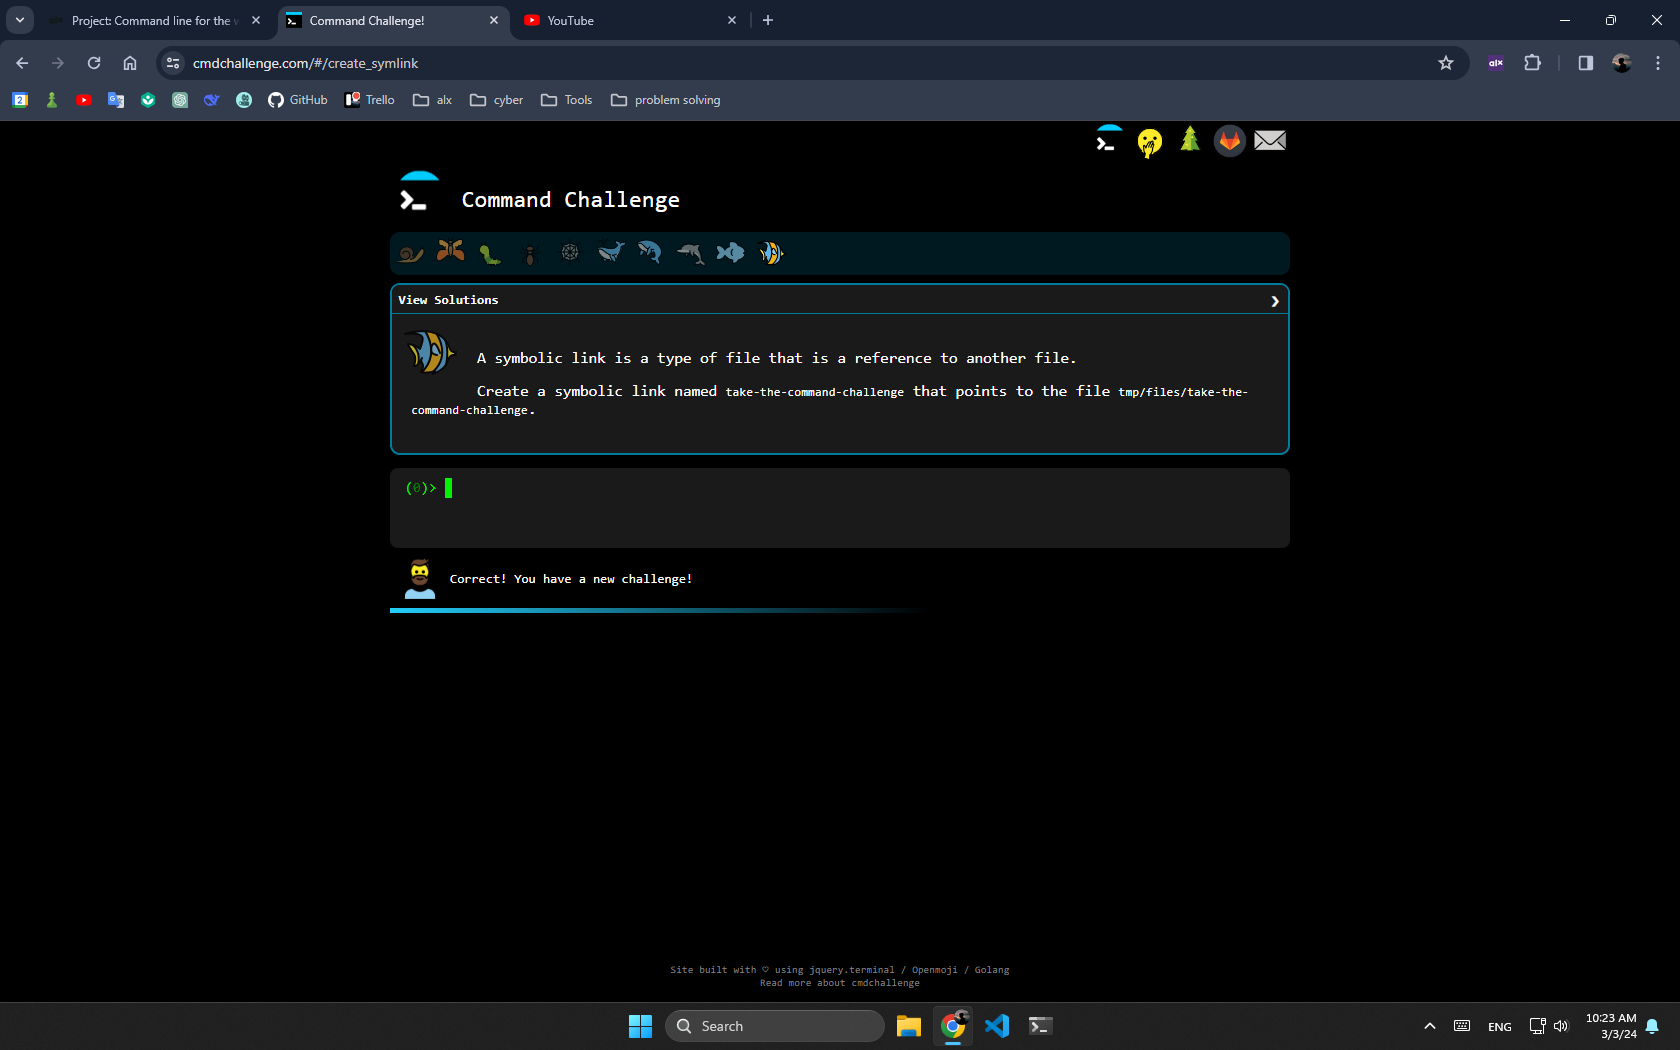 Project: Command line for the
Command Challenge!
YouTube
cmdchallenge.com/#/create_symlink
alx
2
GitHub
Trello
alx
cyber
Tools
problem solving
Command Challenge
View Solutions
A symbolic link is a type of file that is a reference to another file.
Create a symbolic link named take-the-command-challenge that points to the file tmp/files/take-the-
command-challenge.
(0)>
Correct! You have a new challenge!
Site built with ♡ using jquery.terminal / Openmoji / Golang
Read more about cmdchallenge
Search
ENG
10:23 AM
3/3/24